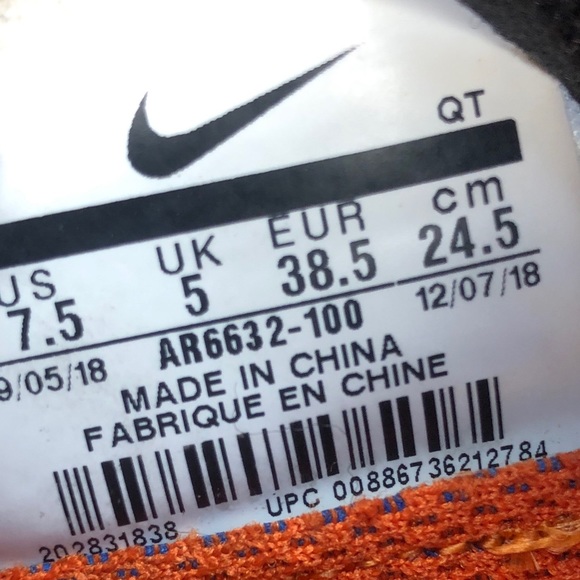 QT
US UK EUR cm
7.5 5 38.5 24.5
9/05/18 AR6632-100 12/07/18
MADE IN CHINA
FABRIQUE EN CHINE
UPC 00886736212784
202831838